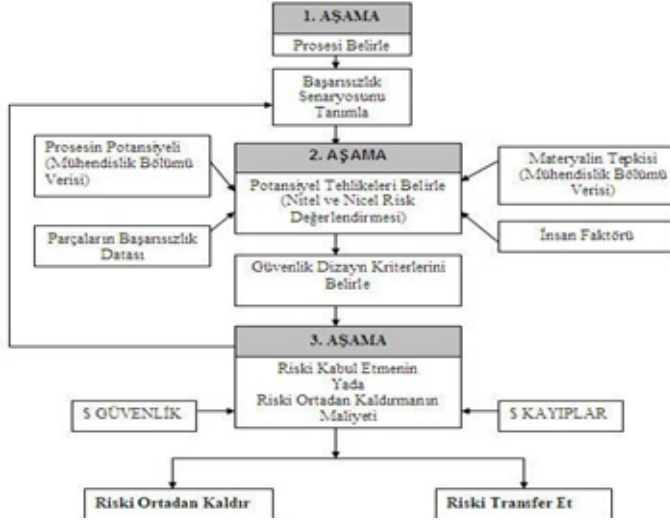 1. AŞAMA
Prosesi Belirle
Başarısızlık
Senaryosunu
Tanımla
Prosesin Potansiyeli
(Mühendislik Bölümü
Verisi)
2. AŞAMA
Potansiyel Tehlikeleri Belirle
(Nitel ve Nicel Risk
Değerlendirmesi)
Materyalin Tepkisi
(Mühendislik Bölümü
Verisi)
Parçaların Başarısızlık
Datası
İnsan Faktörü
Güvenlik Dizayn Kriterlerini
Belirle
3. AŞAMA
Riski Kabul Etmenin
Yada
Riski Ortadan Kaldırmanın
Maliyeti
$ GÜVENLİK
$ KAYIPLAR
Riski Ortadan Kaldır
Riski Transfer Et